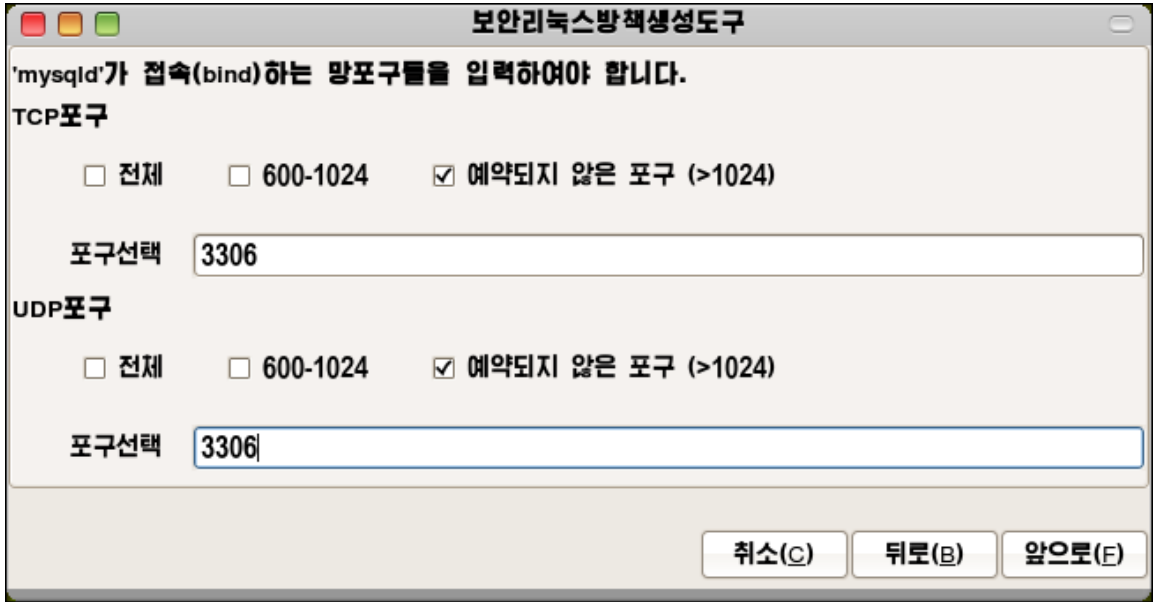 보안리눅스방책생성도구
'mysqld'가 접속(bind)하는 망포구들을 입력하여야 합니다.
TCP포구
전체 600-1024 예약되지 않은 포구 (>1024)
포구선택 3306
UDP포구
전체 600-1024 예약되지 않은 포구 (>1024)
포구선택 3306
취소(C) 뒤로(B) 앞으로(F)